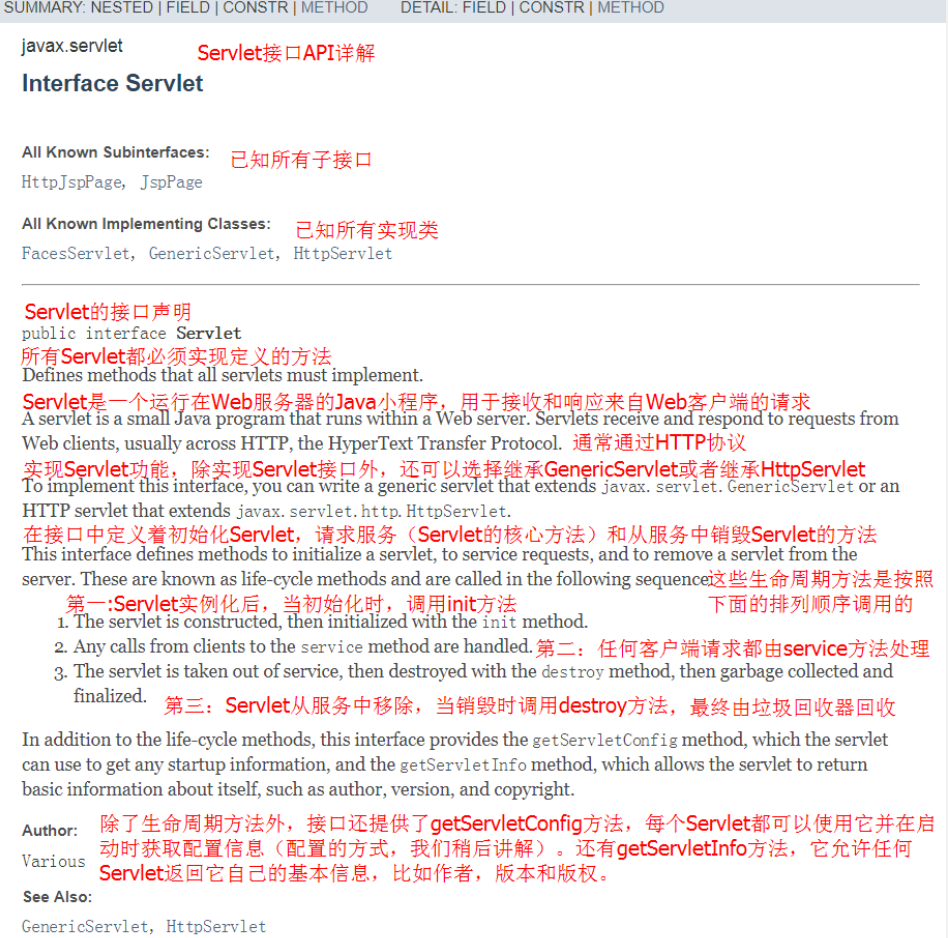 SUMMARY: NESTED | FIELD | CONSTR | METHOD DETAIL: FIELD | CONSTR | METHOD
javax.servlet
Servlet接口API详解
Interface Servlet
All Known Subinterfaces:
已知所有子接口
HttpJspPage, JspPage
All Known Implementing Classes:
已知所有实现类
FacesServlet, GenericServlet, HttpServlet
Servlet的接口声明
public interface Servlet
所有Servlet都必须实现定义的方法
Defines methods that all servlets must implement.
Servlet是一个运行在Web服务器的Java小程序，用于接收和响应来自Web客户端的请求
A servlet is a small Java program that runs within a Web server. Servlets receive and respond to requests from
Web clients, usually across HTTP, the HyperText Transfer Protocol.
通常通过HTTP协议
实现Servlet功能，除实现Servlet接口外，还可以选择继承GenericServlet或者继承HttpServlet
To implement this interface, you can write a generic servlet that extends javax.servlet.GenericServlet or an
HTTP servlet that extends javax.servlet.http.HttpServlet.
在接口中定义着初始化Servlet，请求服务（Servlet的核心方法）和从服务中销毁Servlet的方法
This interface defines methods to initialize a servlet, to service requests, and to remove a servlet from the
server. These are known as life-cycle methods and are called in the following sequence
这些生命周期方法是按照
下面的排列顺序调用的
第一:Servlet实例化后，当初始化时，调用init方法
1. The servlet is constructed, then initialized with the init method.
2. Any calls from clients to the service method are handled.
第二：任何客户端请求都由service方法处理
3. The servlet is taken out of service, then destroyed with the destroy method, then garbage collected and
finalized.
第三：Servlet从服务中移除，当销毁时调用destroy方法，最终由垃圾回收器回收
In addition to the life-cycle methods, this interface provides the getServletConfig method, which the servlet
can use to get any startup information, and the getServletInfo method, which allows the servlet to return
basic information about itself, such as author, version, and copyright.
Author:
除了生命周期方法外，接口还提供了getServletConfig方法，每个Servlet都可以使用它并在启
动时获取配置信息（配置的方式，我们稍后讲解）。还有getServletInfo方法，它允许任何
Various
Servlet返回它自己的基本信息，比如作者，版本和版权。
See Also:
GenericServlet, HttpServlet